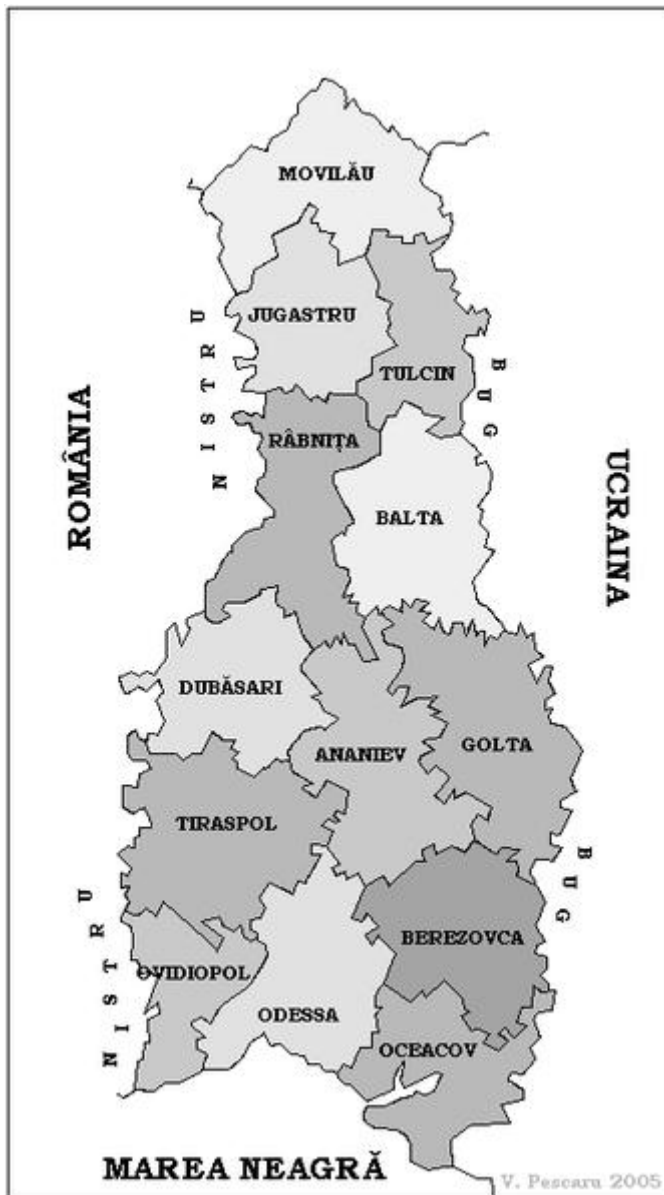 MOVILĂU
JUGASTRU
TULCIN
NISTRU
BUG
RÂBNIȚA
ROMÂNIA
BALTA
UCRAINA
DUBĂSARI
ANANIEV
GOLTA
TIRASPOL
BUG
NISTRU
OVIDIOPOL
BEREZOVCA
ODESSA
OCEACOV
MAREA NEAGRĂ
V. Pescaru 2005